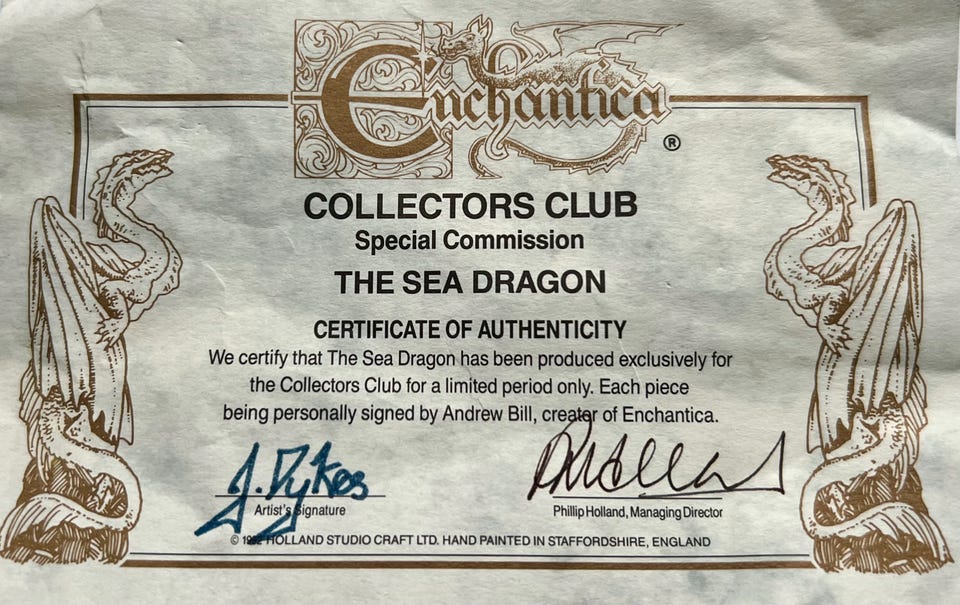 Enchantica
®
COLLECTORS CLUB
Special Commission
THE SEA DRAGON
CERTIFICATE OF AUTHENTICITY
We certify that The Sea Dragon has been produced exclusively for
the Collectors Club for a limited period only. Each piece
being personally signed by Andrew Bill, creator of Enchantica.
J. Dykes
Artist's Signature
Phillip Holland, Managing Director
© 1992 HOLLAND STUDIO CRAFT LTD. HAND PAINTED IN STAFFORDSHIRE, ENGLAND